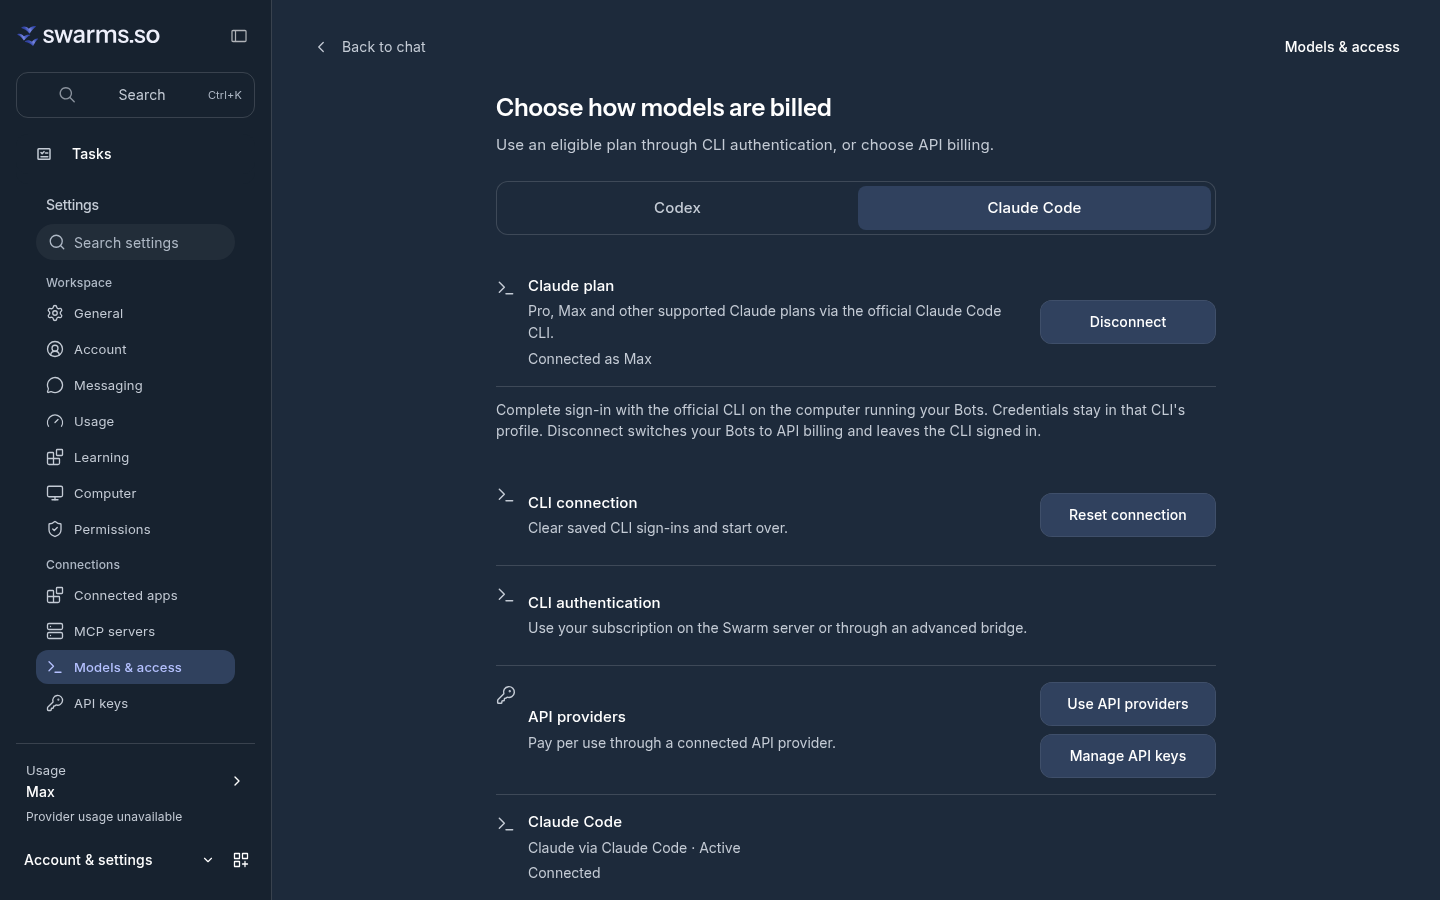 swarms.so
Search Ctrl+K
Tasks
Settings
Search settings
Workspace
General
Account
Messaging
Usage
Learning
Computer
Permissions
Connections
Connected apps
MCP servers
Models & access
API keys
Usage
Max
Provider usage unavailable
Account & settings
Back to chat
Models & access
Choose how models are billed
Use an eligible plan through CLI authentication, or choose API billing.
Codex
Claude Code
Claude plan
Pro, Max and other supported Claude plans via the official Claude Code
CLI.
Connected as Max
Disconnect
Complete sign-in with the official CLI on the computer running your Bots. Credentials stay in that CLI's
profile. Disconnect switches your Bots to API billing and leaves the CLI signed in.
CLI connection
Clear saved CLI sign-ins and start over.
Reset connection
CLI authentication
Use your subscription on the Swarm server or through an advanced bridge.
API providers
Pay per use through a connected API provider.
Use API providers
Manage API keys
Claude Code
Claude via Claude Code · Active
Connected